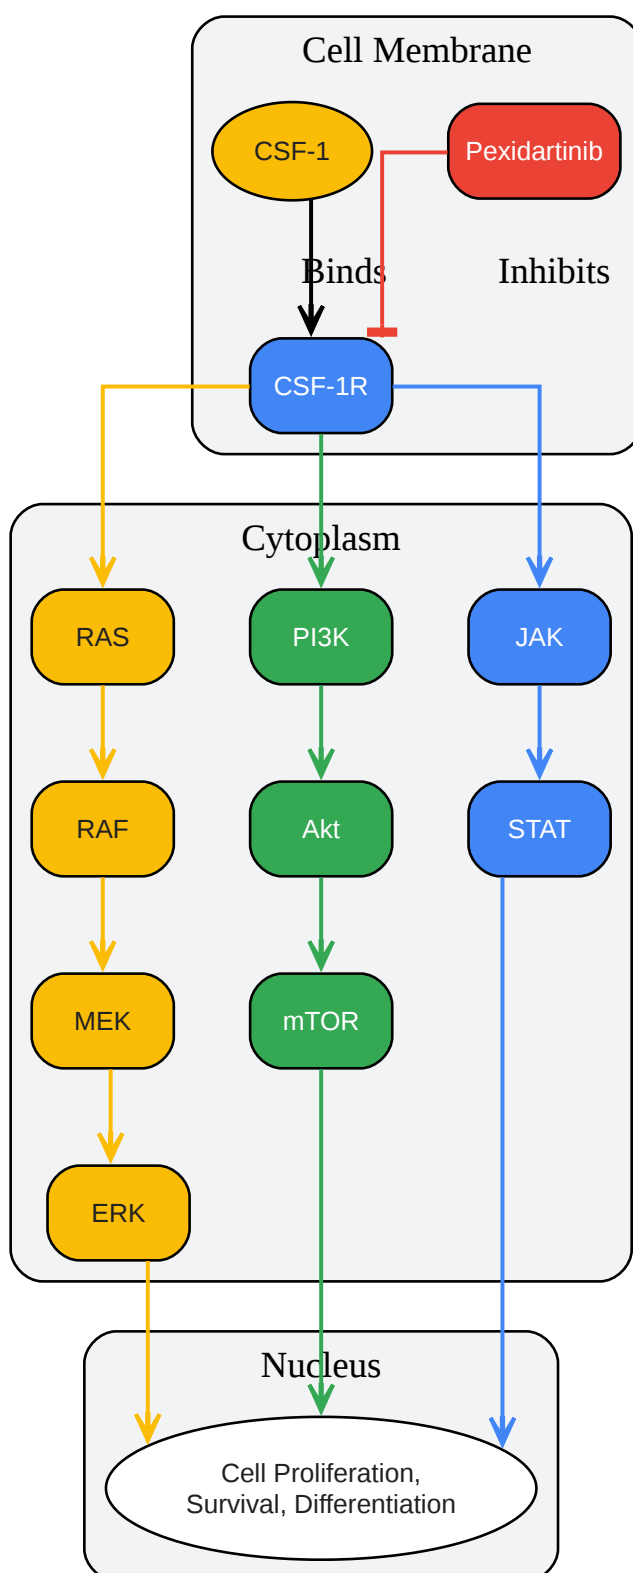 Cell Membrane
CSF-1
Pexidartinib
Binds
Inhibits
CSF-1R
Cytoplasm
RAS
PI3K
JAK
RAF
Akt
STAT
MEK
mTOR
ERK
Nucleus
Cell Proliferation,
Survival, Differentiation